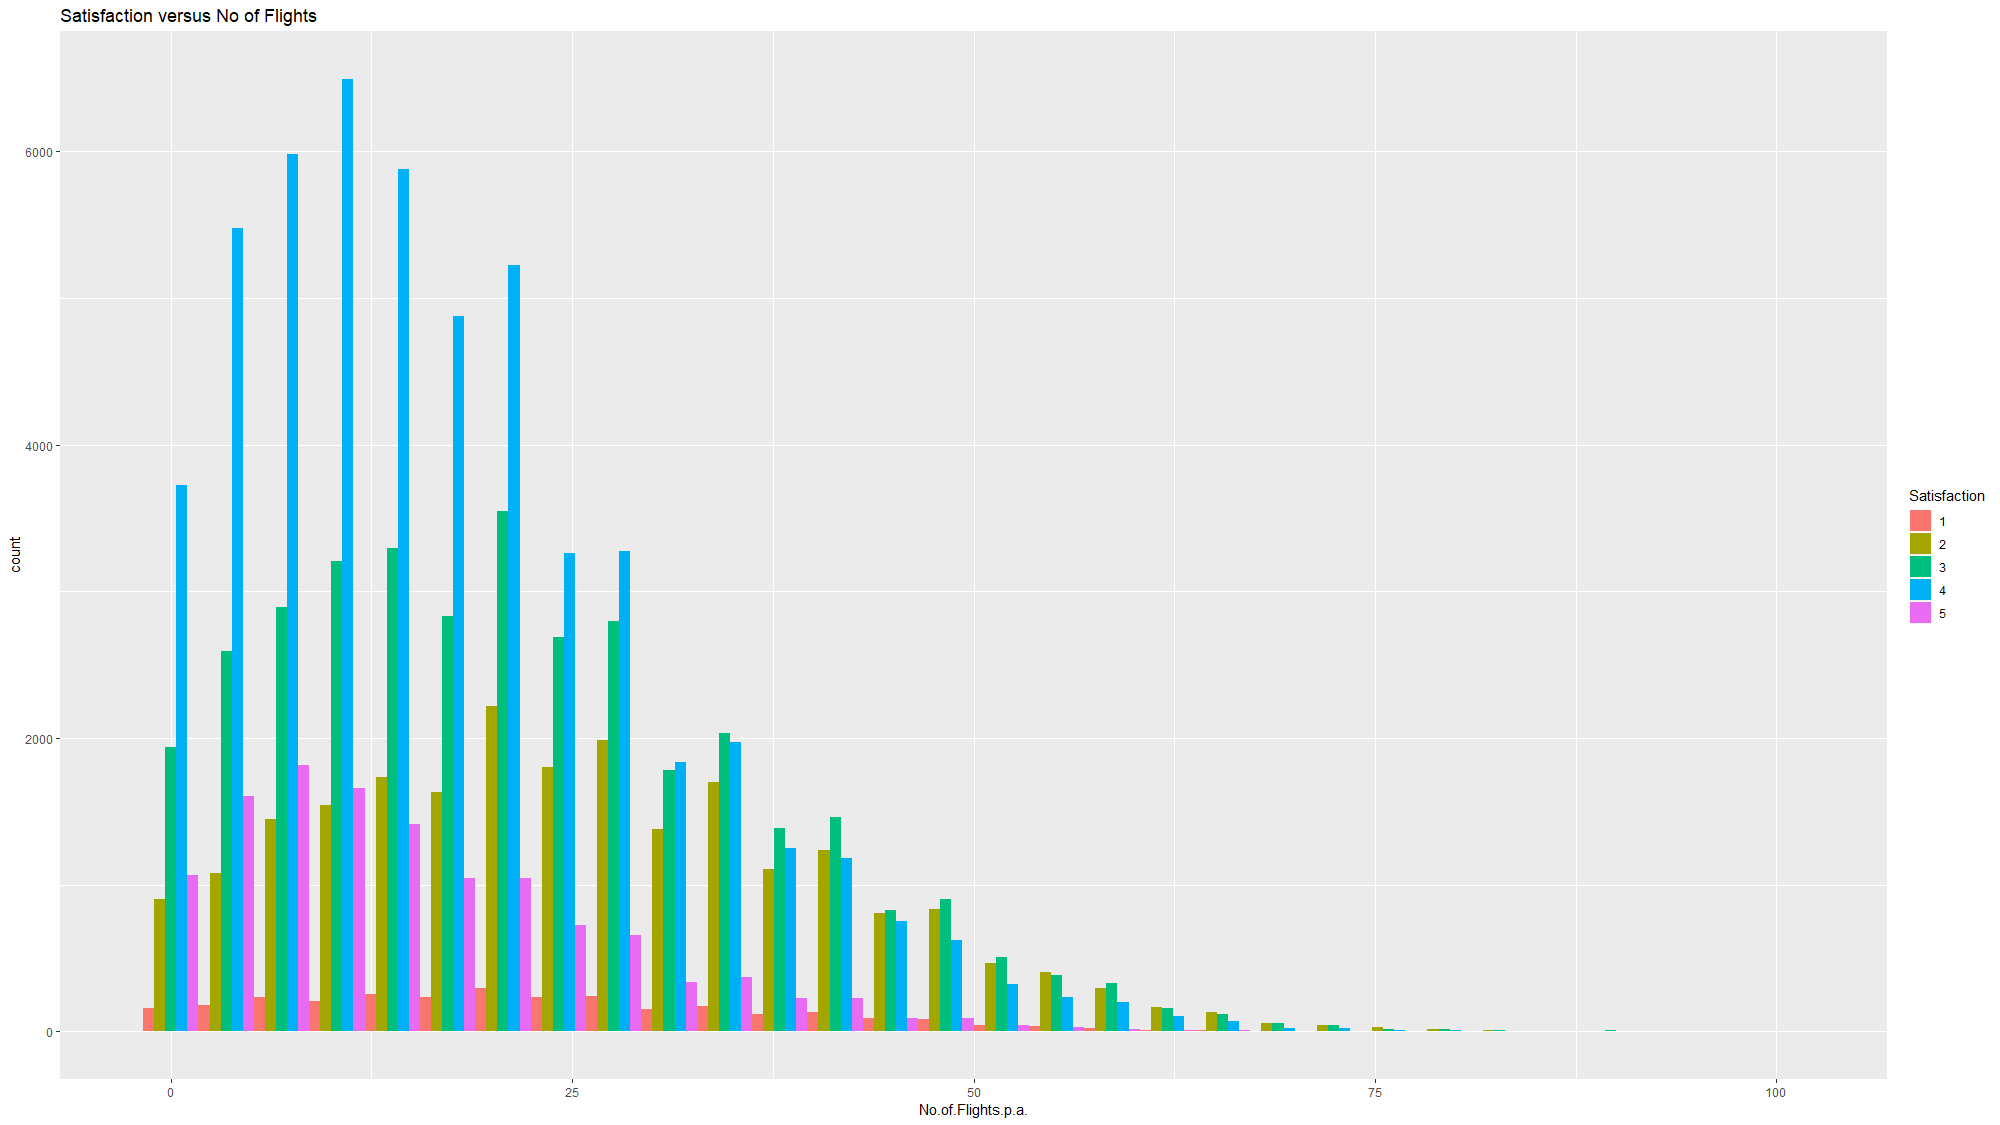 Satisfaction versus No of Flights
6000
4000
2000
0
count
0 25 50 75 100
No.of.Flights.p.a.
Satisfaction
1
2
3
4
5